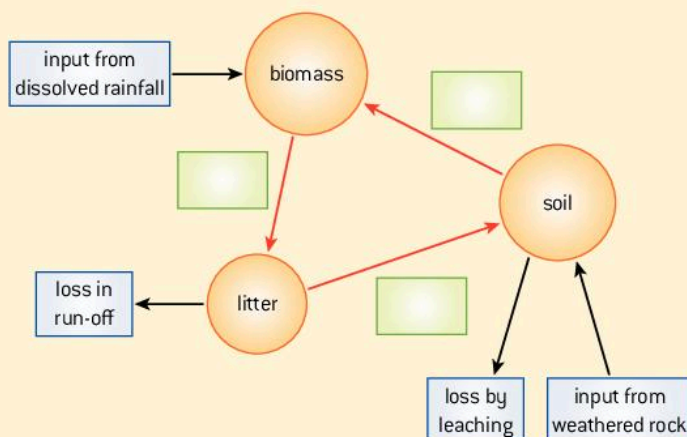 input from
dissolved rainfall
biomass
soil
litter
loss in
run-off
loss by
leaching
input from
weathered rock